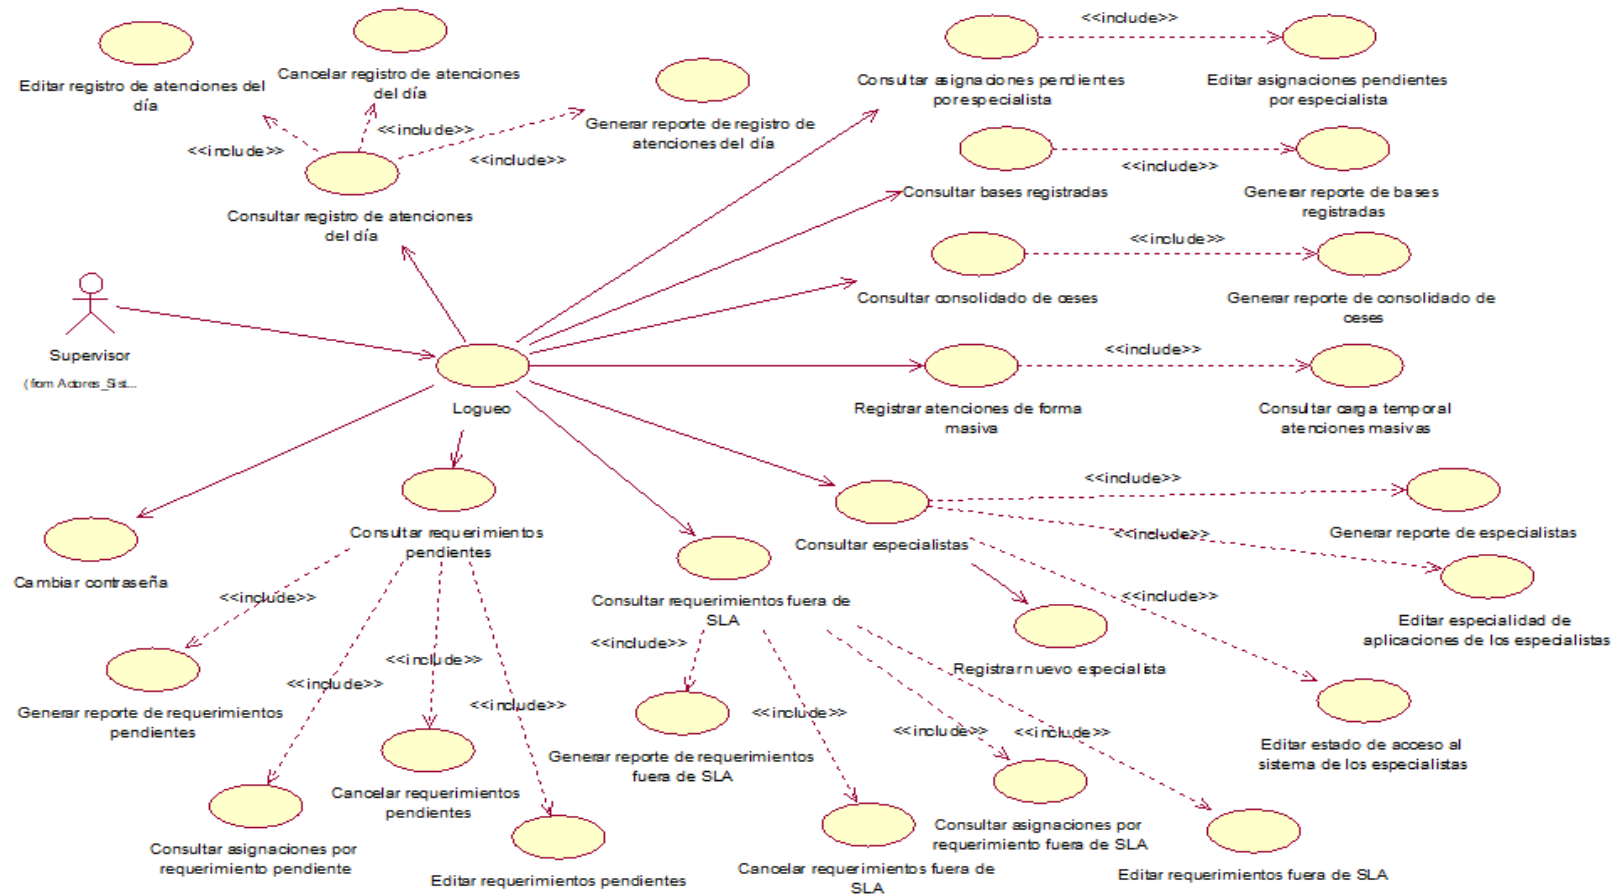 <<include>>
Editar registro de atenciones del
día
Cancelar registro de atenciones
del día
Generar reporte de registro de
atenciones del día
Consultar asignaciones pendientes
por especialista
Editar asignaciones pendientes
por especialista
<<include>>
<<include>>
<<include>>
<<include>>
Consultar registro de atenciones
del día
Consultar bases registradas
Generar reporte de bases
registradas
<<include>>
Consultar consolidado de ceses
Generar reporte de consolidado de
ceses
Supervisor
(from Actores_Sist...
Logueo
<<include>>
Registrar atenciones de forma
masiva
Consultar carga temporal
atenciones masivas
<<include>>
Consultar requerimientos
pendientes
Consultar especialistas
Generar reporte de especialistas
<<include>>
Cambiar contraseña
<<include>>
Consultar requerimientos fuera de
SLA
<<include>>
Editar especialidad de
aplicaciones de los especialistas
<<include>>
<<include>>
<<include>>
Registrar nuevo especialista
<<include>>
Generar reporte de requerimientos
pendientes
<<include>>
<<include>>
<<include>>
<<include>>
Generar reporte de requerimientos
fuera de SLA
Editar estado de acceso al
sistema de los especialistas
Cancelar requerimientos
pendientes
Consultar asignaciones por
requerimiento pendiente
Editar requerimientos pendientes
Cancelar requerimientos fuera de
SLA
Consultar asignaciones por
requerimiento fuera de SLA
Editar requerimientos fuera de SLA